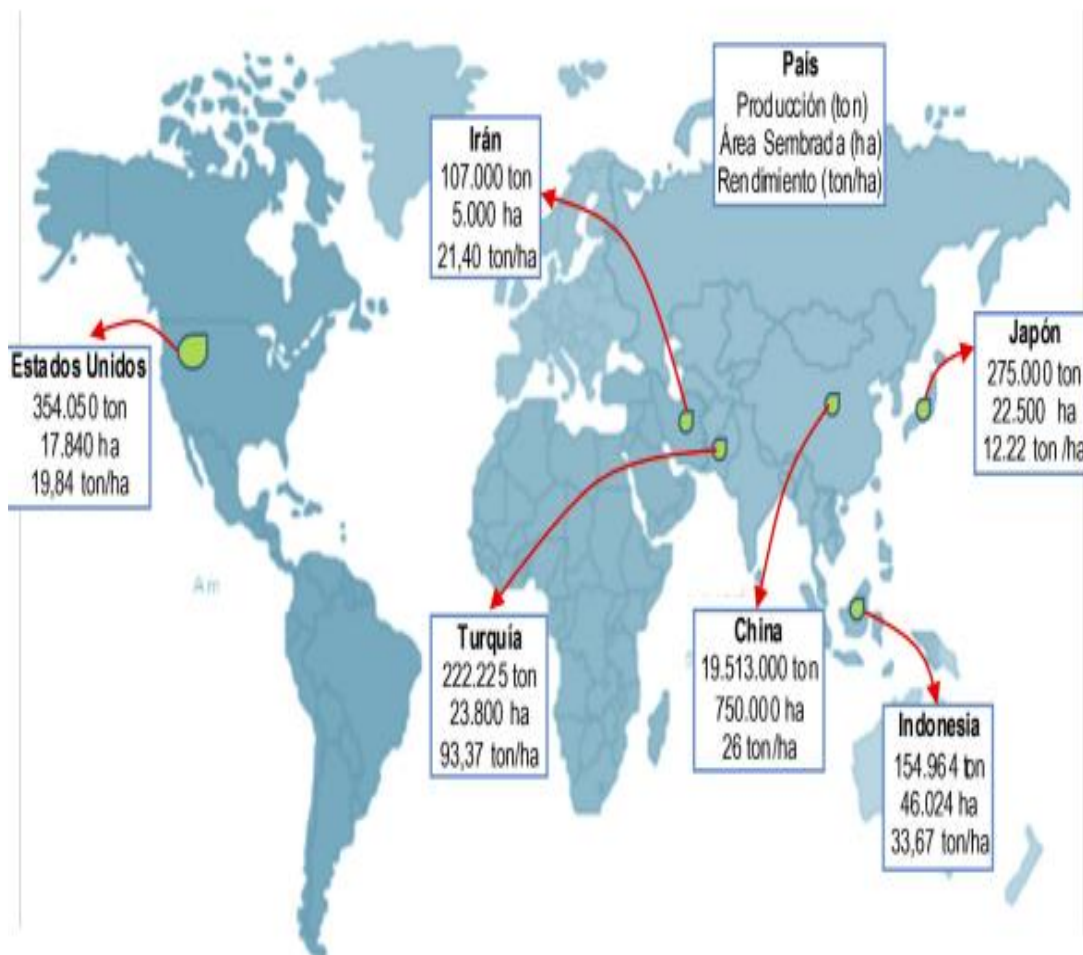 País
Producción (ton)
Área Sembrada (ha)
Rendimiento (ton/ha)
Irán
107.000 ton
5.000 ha
21,40 ton/ha
Estados Unidos
354.050 ton
17.840 ha
19,84 ton/ha
Japón
275.000 ton
22.500 ha
12.22 ton /ha
Turquía
222.225 ton
23.800 ha
93,37 ton/ha
China
19.513.000 ton
750.000 ha
26 ton/ha
Indonesia
154.964 ton
46.024 ha
33,67 ton/ha